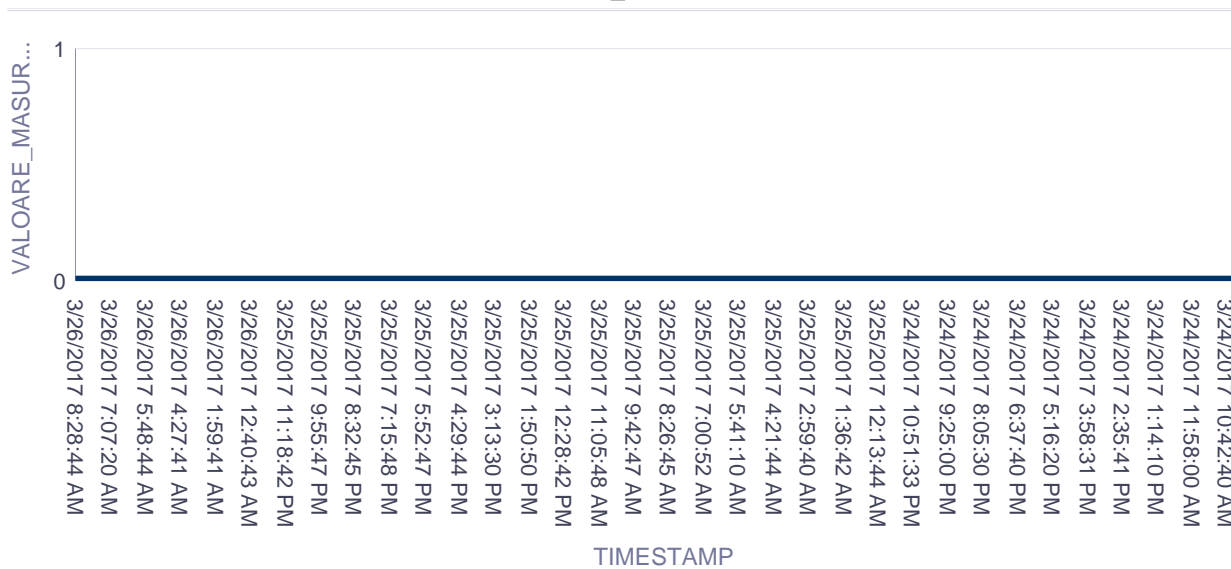 VALOARE_MASUR...
1
0
3/26/2017 8:28:44 AM
3/26/2017 7:07:20 AM
3/26/2017 5:48:44 AM
3/26/2017 4:27:41 AM
3/26/2017 1:59:41 AM
3/26/2017 12:40:43 AM
3/25/2017 11:18:42 PM
3/25/2017 9:55:47 PM
3/25/2017 8:32:45 PM
3/25/2017 7:15:48 PM
3/25/2017 5:52:47 PM
3/25/2017 4:29:44 PM
3/25/2017 3:13:30 PM
3/25/2017 1:50:50 PM
3/25/2017 12:28:42 PM
3/25/2017 11:05:48 AM
3/25/2017 9:42:47 AM
3/25/2017 8:26:45 AM
3/25/2017 7:00:52 AM
3/25/2017 5:41:10 AM
3/25/2017 4:21:44 AM
3/25/2017 2:59:40 AM
3/25/2017 1:36:42 AM
3/25/2017 12:13:44 AM
3/24/2017 10:51:33 PM
3/24/2017 9:25:00 PM
3/24/2017 8:05:30 PM
3/24/2017 6:37:40 PM
3/24/2017 5:16:20 PM
3/24/2017 3:58:31 PM
3/24/2017 2:35:41 PM
3/24/2017 1:14:10 PM
3/24/2017 11:58:00 AM
3/24/2017 10:42:40 AM
TIMESTAMP